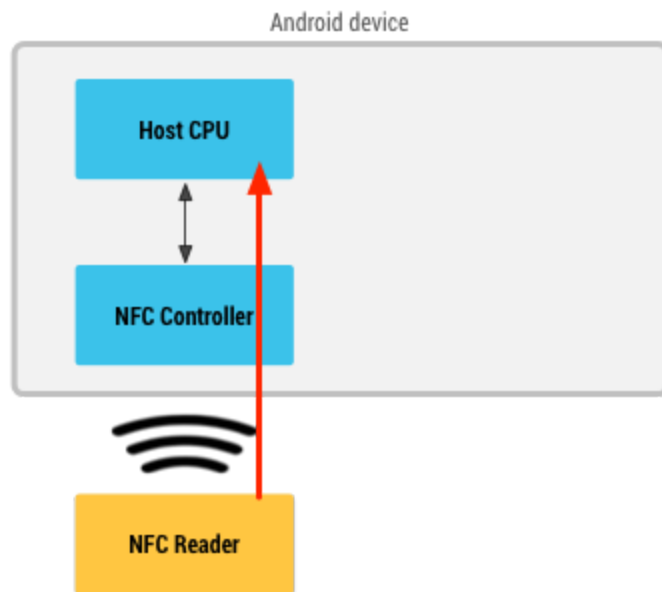 Android device
Host CPU
NFC Controller
NFC Reader